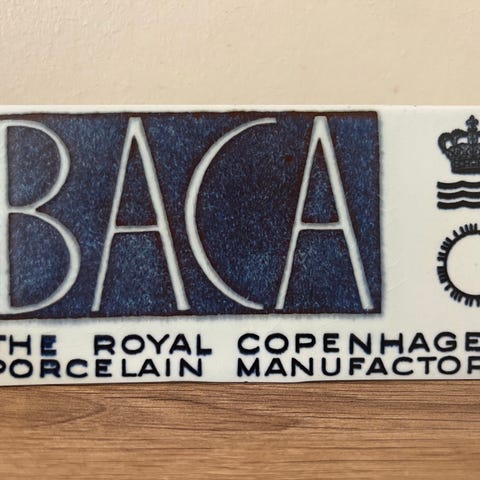 BACA
THE ROYAL COPENHAGE
PORCELAIN MANUFACTOR